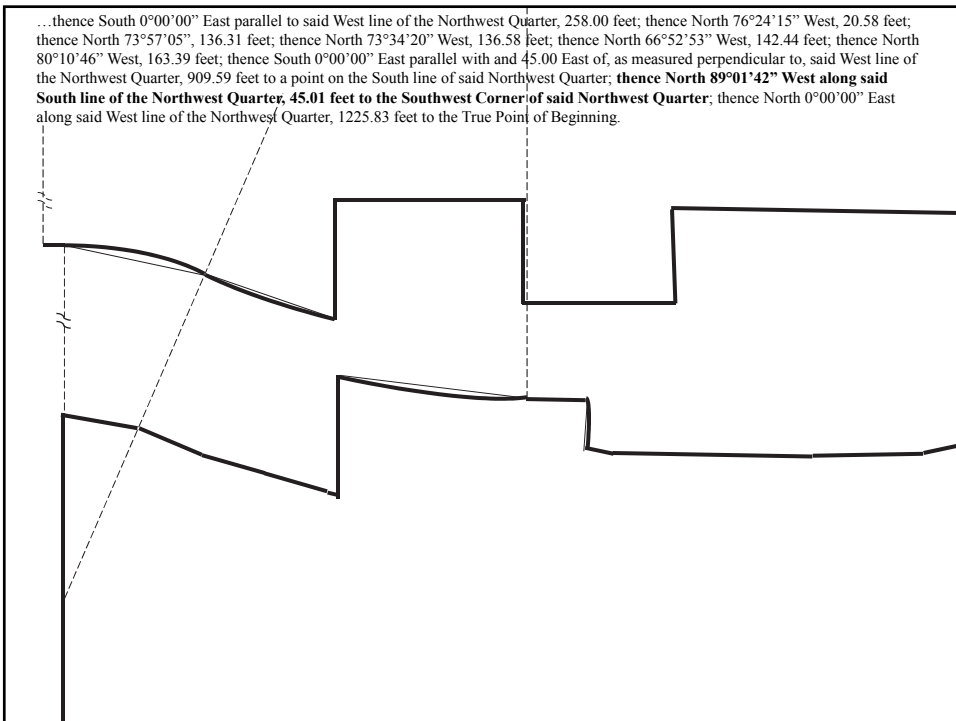 …thence South 0°00’00” East parallel to said West line of the Northwest Quarter, 258.00 feet; thence North 76°24’15” West, 20.58 feet;
thence North 73°57’05”, 136.31 feet; thence North 73°34’20” West, 136.58 feet; thence North 66°52’53” West, 142.44 feet; thence North
80°10’46” West, 163.39 feet; thence South 0°00’00” East parallel with and 45.00 East of, as measured perpendicular to, said West line of
the Northwest Quarter, 909.59 feet to a point on the South line of said Northwest Quarter; thence North 89°01’42” West along said
South line of the Northwest Quarter, 45.01 feet to the Southwest Corner of said Northwest Quarter; thence North 0°00’00” East
along said West line of the Northwest Quarter, 1225.83 feet to the True Point of Beginning.